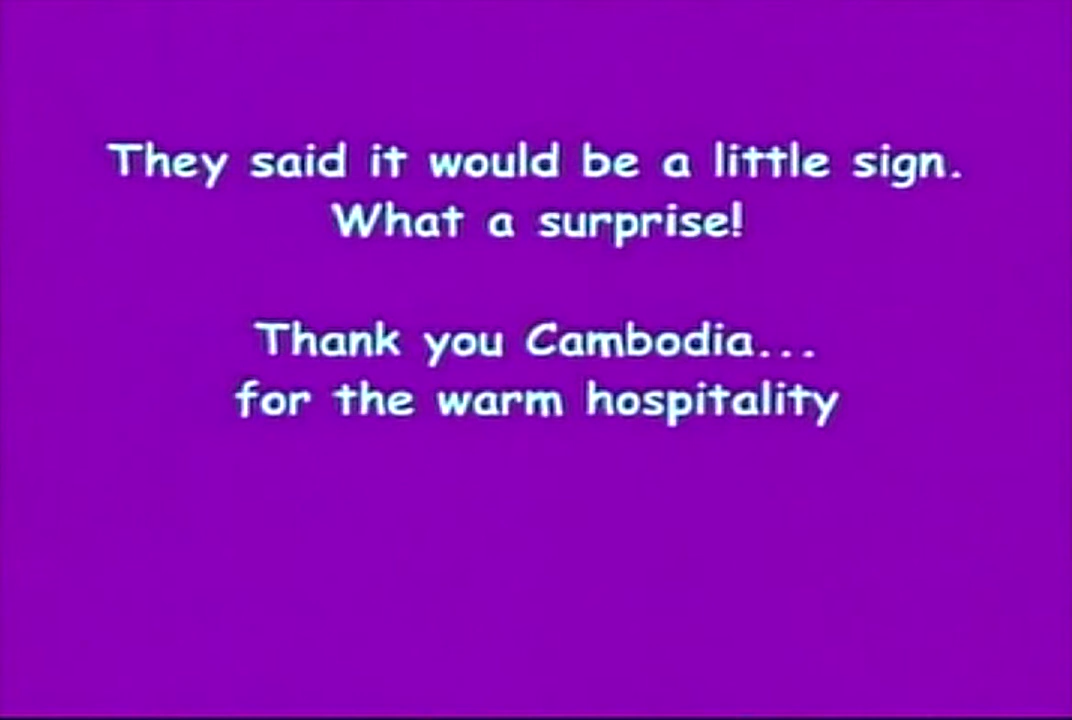 They said it would be a little sign.
What a surprise!
Thank you Cambodia...
for the warm hospitality